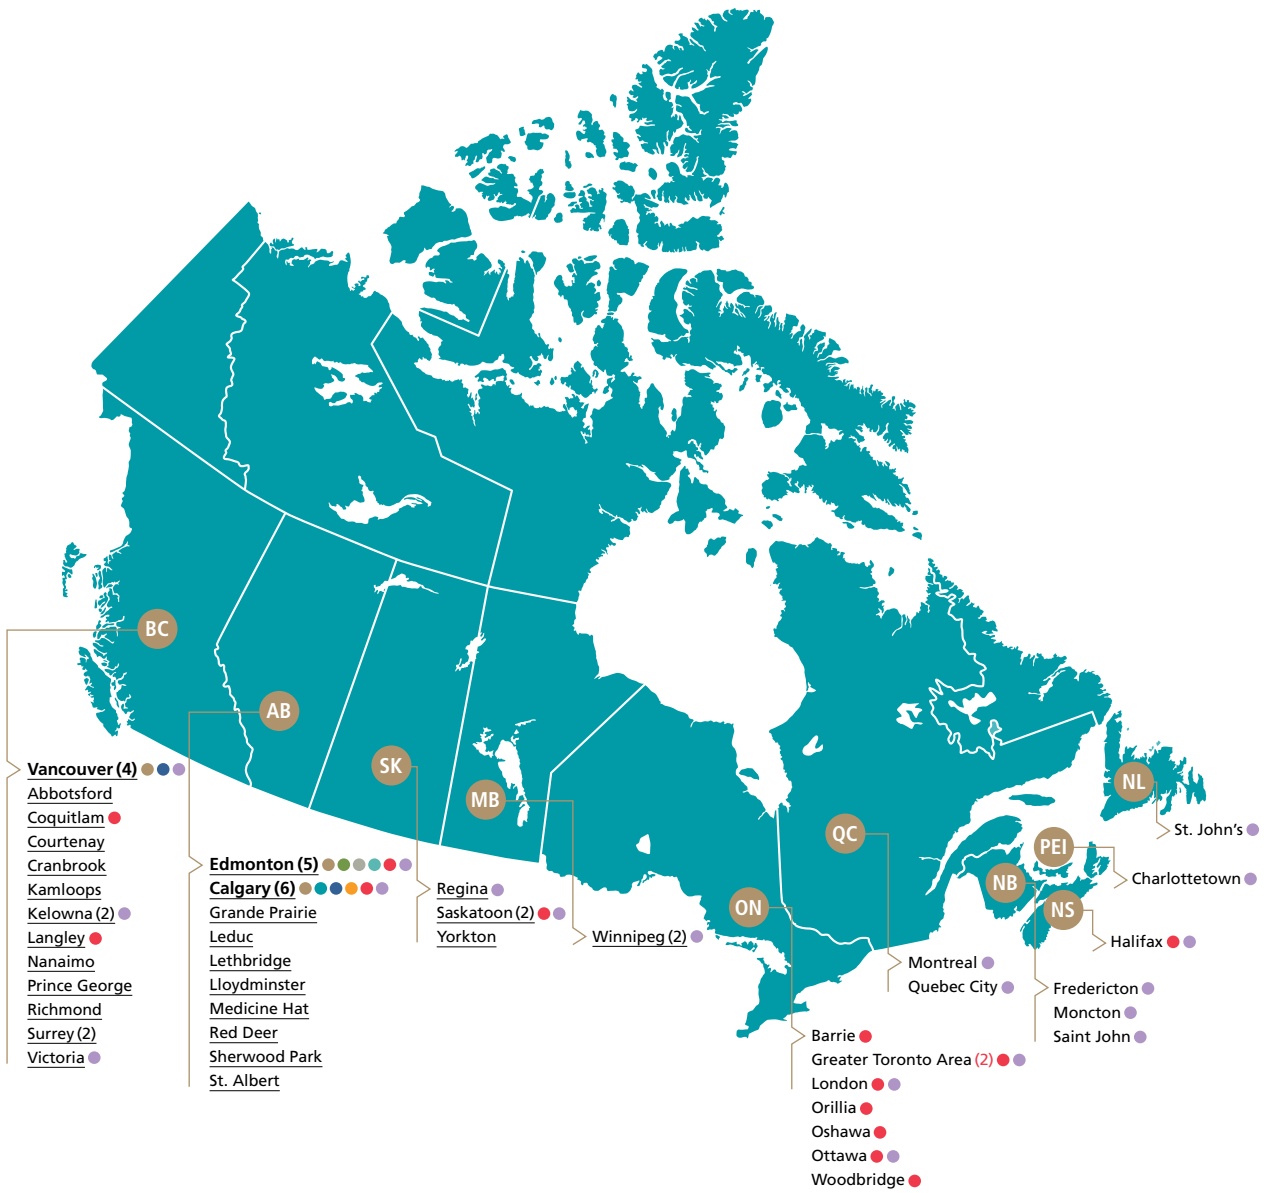 BC
AB
SK
MB
ON
QC
NL
PEI
NB
NS
Vancouver (4)
Abbotsford
Coquitlam
Courtenay
Cranbrook
Kamloops
Kelowna (2)
Langley
Nanaimo
Prince George
Richmond
Surrey (2)
Victoria
Edmonton (5)
Calgary (6)
Grande Prairie
Leduc
Lethbridge
Lloydminster
Medicine Hat
Red Deer
Sherwood Park
St. Albert
Regina
Saskatoon (2)
Yorkton
Winnipeg (2)
Barrie
Greater Toronto Area (2)
London
Orillia
Oshawa
Ottawa
Woodbridge
Montreal
Quebec City
Fredericton
Moncton
Saint John
Halifax
Charlottetown
St. John's